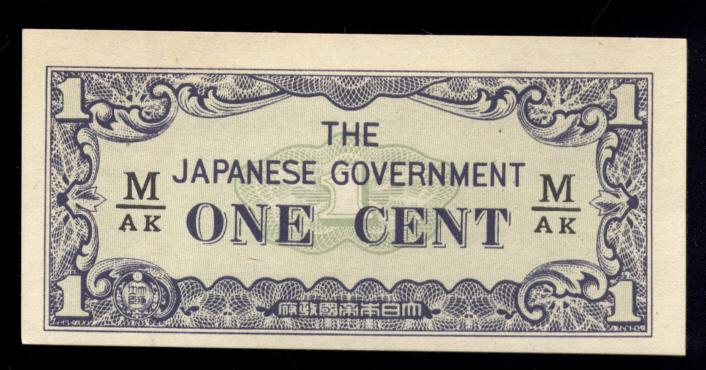 1 1
THE
JAPANESE GOVERNMENT
M/AK ONE CENT M/AK
1 1
府政國帝本日大